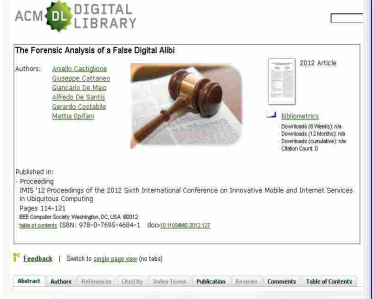 ACM DL DIGITAL LIBRARY
The Forensic Analysis of a False Digital Alibi
Authors: Aniello Castiglione
Giuseppe Cattaneo
Giancarlo De Maio
Alfredo De Santis
Gerardo Costabile
Mattia Epifani
2012 Article
Bibliometrics
· Downloads (6 Weeks): n/a
· Downloads (12 Months): n/a
· Downloads (cumulative): n/a
· Citation Count: 0
Published in:
· Proceeding
IMIS '12 Proceedings of the 2012 Sixth International Conference on Innovative Mobile and Internet Services
in Ubiquitous Computing
Pages 114-121
IEEE Computer Society Washington, DC, USA ©2012
table of contents ISBN: 978-0-7695-4684-1 doi>10.1109/IMIS.2012.127
Feedback | Switch to single page view (no tabs)
Abstract Authors References Cited By Index Terms Publication Reviews Comments Table of Contents